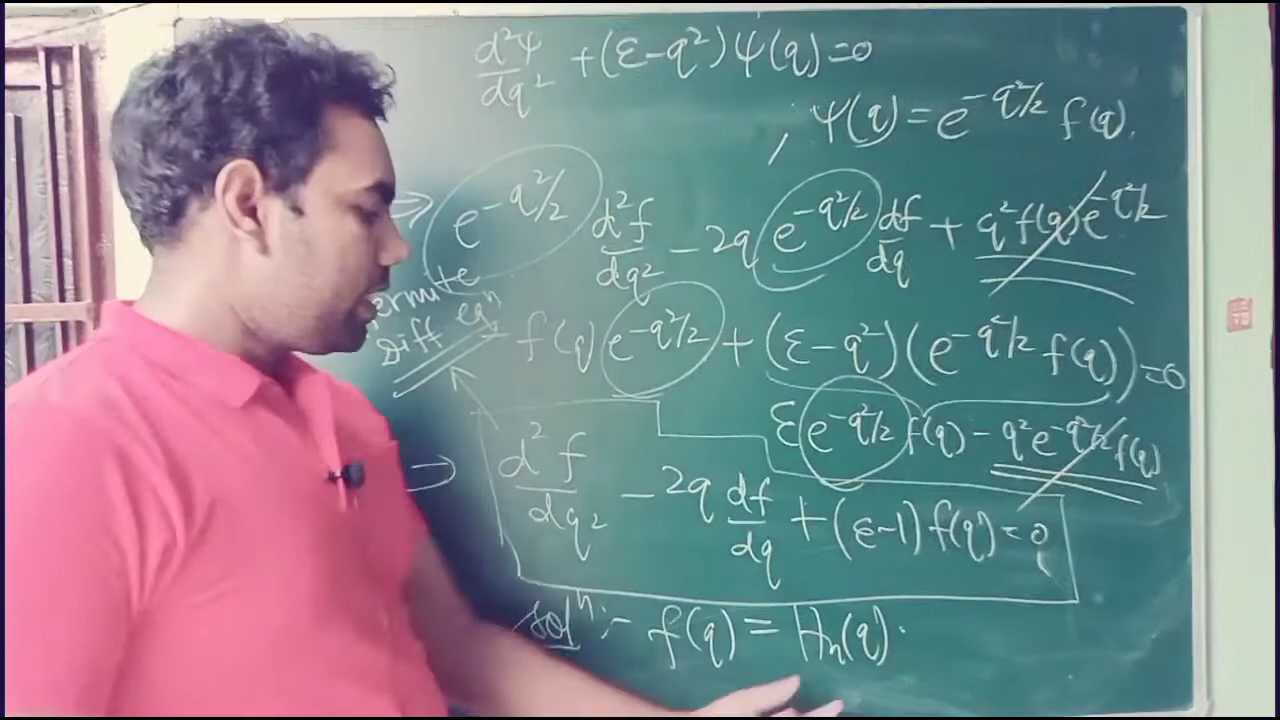 d²ψ/dq² + (ε-q²)ψ(q)=0
, ψ(q) = e^{-q²/2} f(q).
⇒ e^{-q²/2} d²f/dq² - 2q e^{-q²/2} df/dq + q² f(q) e^{-q²/2}
- f(q) e^{-q²/2} + (ε-q²)(e^{-q²/2} f(q)) = 0
ε e^{-q²/2} f(q) - q² e^{-q²/2} f(q)
ermite
Diff eqⁿ
⇒ d²f/dq² - 2q df/dq + (ε-1) f(q) = 0
solⁿ :- f(q) = Hn(q).